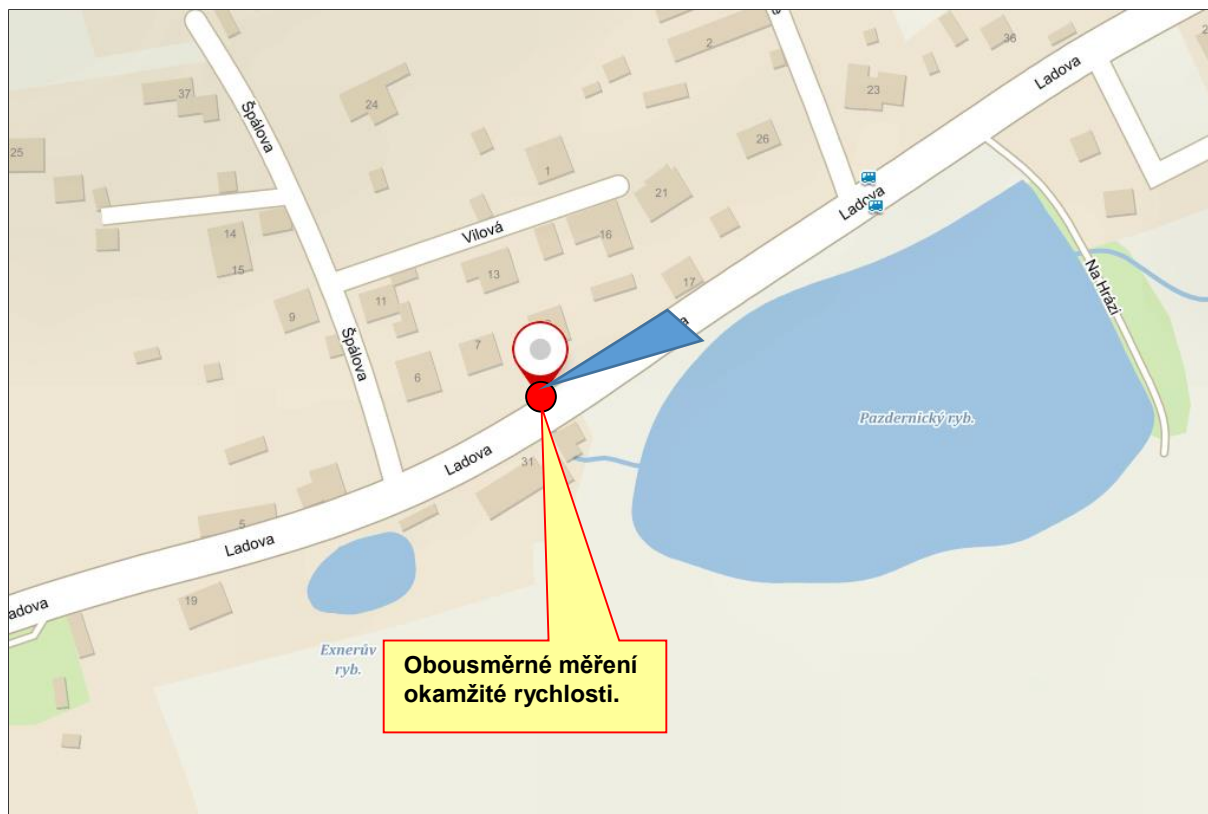 36
2
Ladova
37
23
24
Špálova
26
25
1
21
Ladova
14
Vilová
16
15
13
17
Na Hrázi
11
9
Špálova
7
6
Pazdernický ryb.
Ladova
31
5
Ladova
Ladova
19
Exnerův
ryb.
Obousměrné měření
okamžité rychlosti.